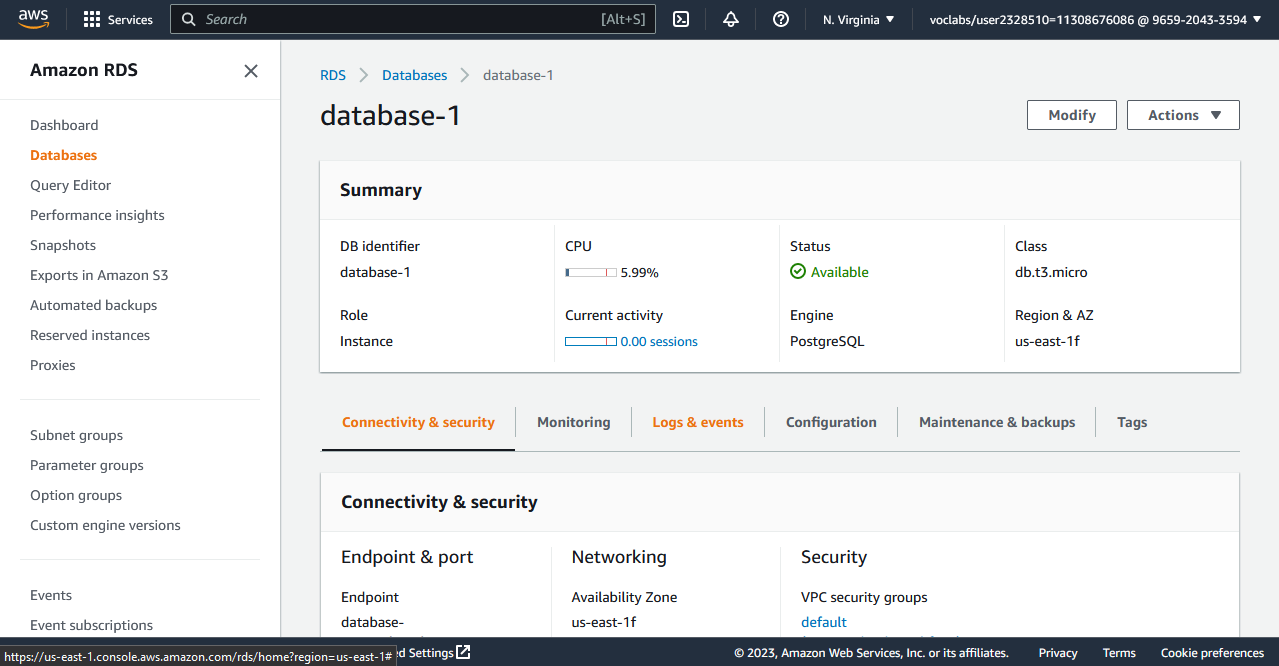 aws
Services
Search
[Alt+S]
N. Virginia
voclabs/user2328510=11308676086 @ 9659-2043-3594
Amazon RDS
Dashboard
Databases
Query Editor
Performance insights
Snapshots
Exports in Amazon S3
Automated backups
Reserved instances
Proxies
Subnet groups
Parameter groups
Option groups
Custom engine versions
Events
Event subscriptions
RDS
Databases
database-1
database-1
Modify
Actions
Summary
DB identifier
database-1
CPU
5.99%
Status
Available
Class
db.t3.micro
Role
Instance
Current activity
0.00 sessions
Engine
PostgreSQL
Region & AZ
us-east-1f
Connectivity & security
Monitoring
Logs & events
Configuration
Maintenance & backups
Tags
Connectivity & security
Endpoint & port
Endpoint
database-
Networking
Availability Zone
us-east-1f
Security
VPC security groups
default
https://us-east-1.console.aws.amazon.com/rds/home?region=us-east-1#
Settings
© 2023, Amazon Web Services, Inc. or its affiliates.
Privacy
Terms
Cookie preferences